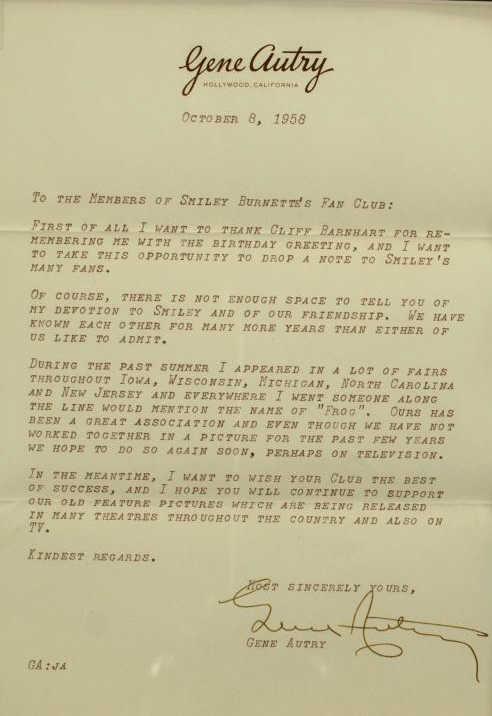 Gene Autry
HOLLYWOOD, CALIFORNIA
OCTOBER 8, 1958
TO THE MEMBERS OF SMILEY BURNETTE'S FAN CLUB:
FIRST OF ALL I WANT TO THANK CLIFF BARNHART FOR RE-
MEMBERING ME WITH THE BIRTHDAY GREETING, AND I WANT
TO TAKE THIS OPPORTUNITY TO DROP A NOTE TO SMILEY'S
MANY FANS.
OF COURSE, THERE IS NOT ENOUGH SPACE TO TELL YOU OF
MY DEVOTION TO SMILEY AND OF OUR FRIENDSHIP. WE HAVE
KNOWN EACH OTHER FOR MANY MORE YEARS THAN EITHER OF
US LIKE TO ADMIT.
DURING THE PAST SUMMER I APPEARED IN A LOT OF FAIRS
THROUGHOUT IOWA, WISCONSIN, MICHIGAN, NORTH CAROLINA
AND NEW JERSEY AND EVERYWHERE I WENT SOMEONE ALONG
THE LINE WOULD MENTION THE NAME OF "FROG". OURS HAS
BEEN A GREAT ASSOCIATION AND EVEN THOUGH WE HAVE NOT
WORKED TOGETHER IN A PICTURE FOR THE PAST FEW YEARS
WE HOPE TO DO SO AGAIN SOON, PERHAPS ON TELEVISION.
IN THE MEANTIME, I WANT TO WISH YOUR CLUB THE BEST
OF SUCCESS, AND I HOPE YOU WILL CONTINUE TO SUPPORT
OUR OLD FEATURE PICTURES WHICH ARE BEING RELEASED
IN MANY THEATRES THROUGHOUT THE COUNTRY AND ALSO ON
TV.
KINDEST REGARDS.
MOST SINCERELY YOURS,
Gene Autry
GENE AUTRY
GA:JA